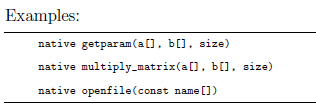 Examples:
native getparam(a[], b[], size)
native multiply_matrix(a[], b[], size)
native openfile(const name[])